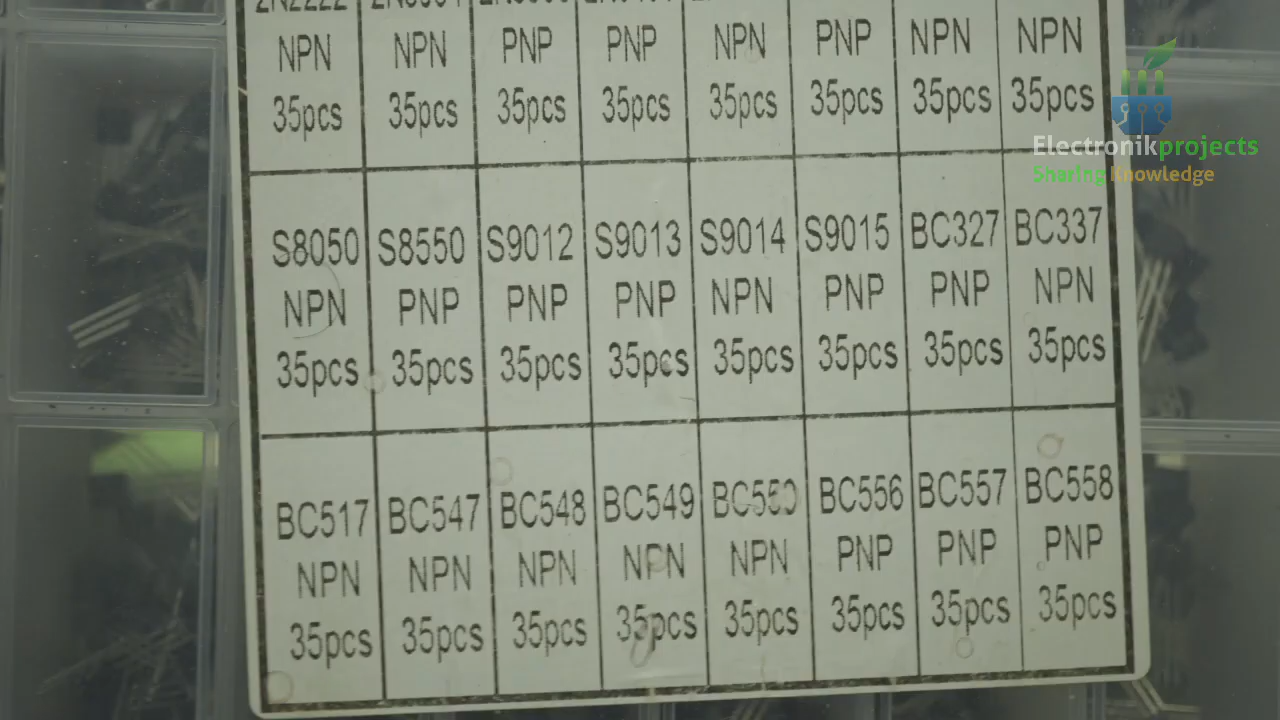 2N2222
NPN NPN PNP PNP NPN PNP NPN NPN
35pcs 35pcs 35pcs 35pcs 35pcs 35pcs 35pcs 35pcs
Electronikprojects
Sharing Knowledge
S8050 S8550 S9012 S9013 S9014 S9015 BC327 BC337
NPN PNP PNP PNP NPN PNP PNP NPN
35pcs 35pcs 35pcs 35pcs 35pcs 35pcs 35pcs 35pcs
BC517 BC547 BC548 BC549 BC550 BC556 BC557 BC558
NPN NPN NPN NPN NPN PNP PNP PNP
35pcs 35pcs 35pcs 35pcs 35pcs 35pcs 35pcs 35pcs